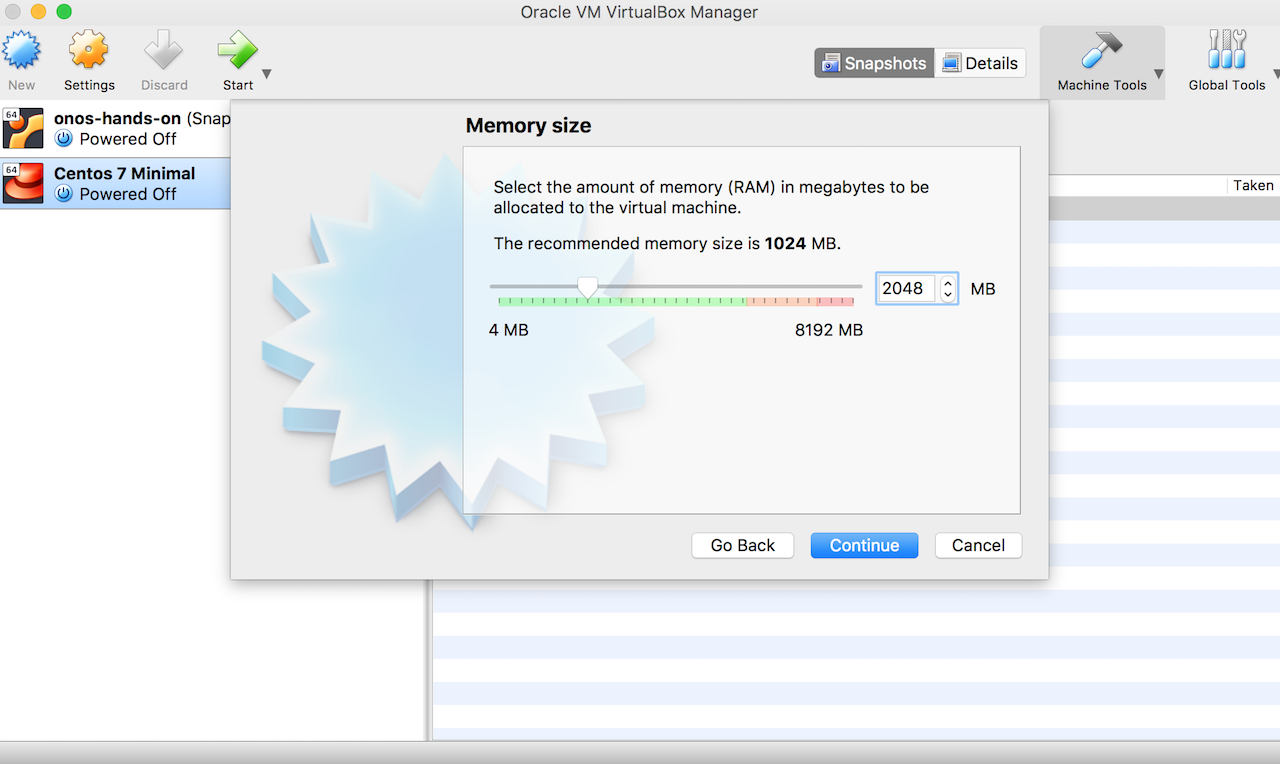 Oracle VM VirtualBox Manager
New
Settings
Discard
Start
Snapshots
Details
Machine Tools
Global Tools
64
onos-hands-on (Snap
Powered Off
64
Centos 7 Minimal
Powered Off
Taken
Memory size
Select the amount of memory (RAM) in megabytes to be
allocated to the virtual machine.
The recommended memory size is 1024 MB.
2048 MB
4 MB 8192 MB
Go Back
Continue
Cancel